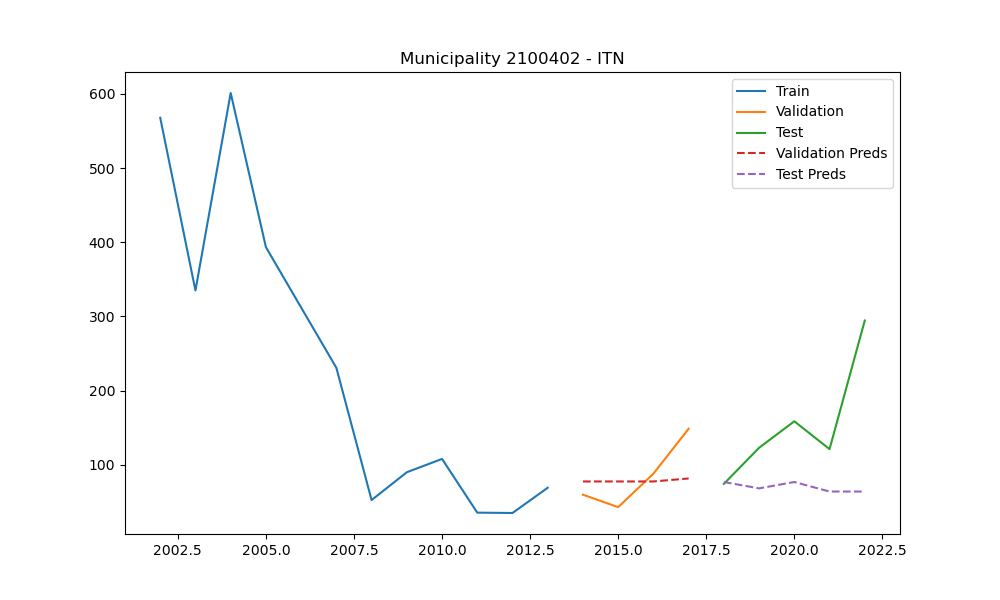 Municipality 2100402 - ITN
600
500
400
300
200
100
2002.5 2005.0 2007.5 2010.0 2012.5 2015.0 2017.5 2020.0 2022.5
Train
Validation
Test
Validation Preds
Test Preds